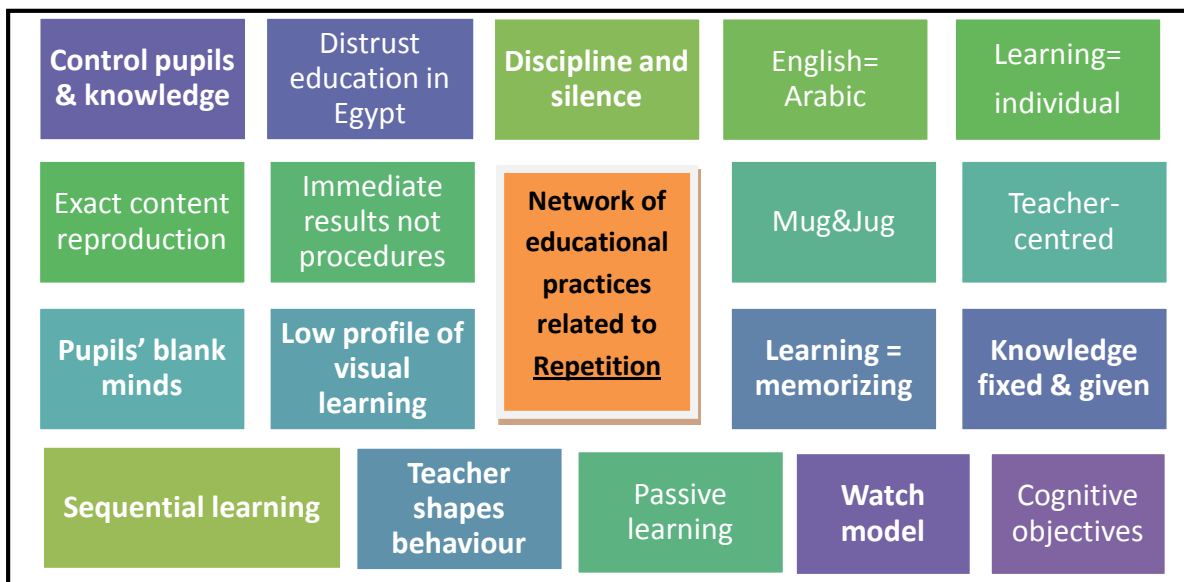 Control pupils
& knowledge
Distrust
education in
Egypt
Discipline and
silence
English=
Arabic
Learning=
individual
Exact content
reproduction
Immediate
results not
procedures
Network of
educational
practices
related to
Repetition
Mug&Jug
Teacher-
centred
Pupils’ blank
minds
Low profile of
visual
learning
Learning =
memorizing
Knowledge
fixed & given
Sequential learning
Teacher
shapes
behaviour
Passive
learning
Watch
model
Cognitive
objectives